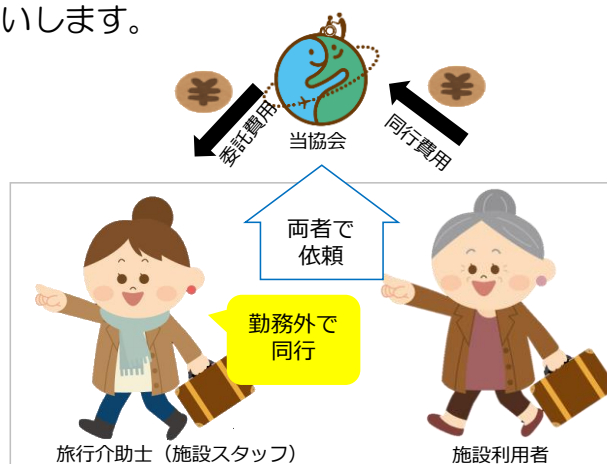 いします。
¥
¥
委託費用
当協会
同行費用
両者で
依頼
勤務外で
同行
旅行介助士（施設スタッフ）
施設利用者